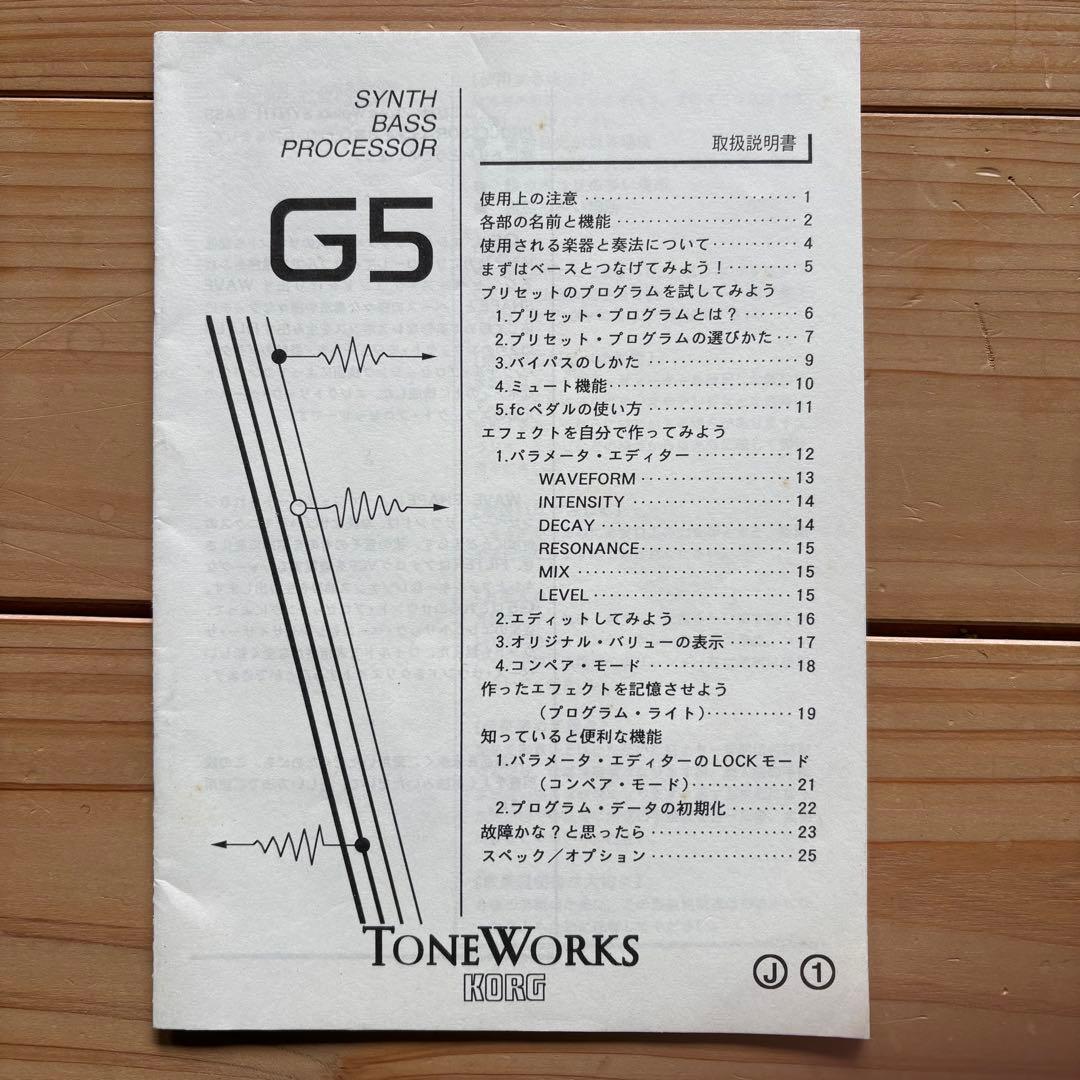 SYNTH
BASS
PROCESSOR
G5
取扱説明書
使用上の注意 ·························· 1
各部の名前と機能 ···················· 2
使用される楽器と奏法について ··········· 4
まずはベースとつなげてみよう！ ········· 5
プリセットのプログラムを試してみよう
1.プリセット・プログラムとは？ ······· 6
2.プリセット・プログラムの選びかた ··· 7
3.バイパスのしかた ················ 9
4.ミュート機能 ···················· 10
5.fcペダルの使い方 ················ 11
エフェクトを自分で作ってみよう
1.パラメータ・エディター ············ 12
WAVEFORM ·················· 13
INTENSITY ··················· 14
DECAY ······················ 14
RESONANCE ·················· 15
MIX ························· 15
LEVEL ······················· 15
2.エディットしてみよう ············· 16
3.オリジナル・バリューの表示 ········ 17
4.コンペア・モード ················ 18
作ったエフェクトを記憶させよう
（プログラム・ライト） ··········· 19
知っていると便利な機能
1.パラメータ・エディターのLOCKモード
（コンペア・モード） ············· 21
2.プログラム・データの初期化 ········ 22
故障かな？と思ったら ················· 23
スペック／オプション ················· 25
TONEWORKS
KORG
J 1